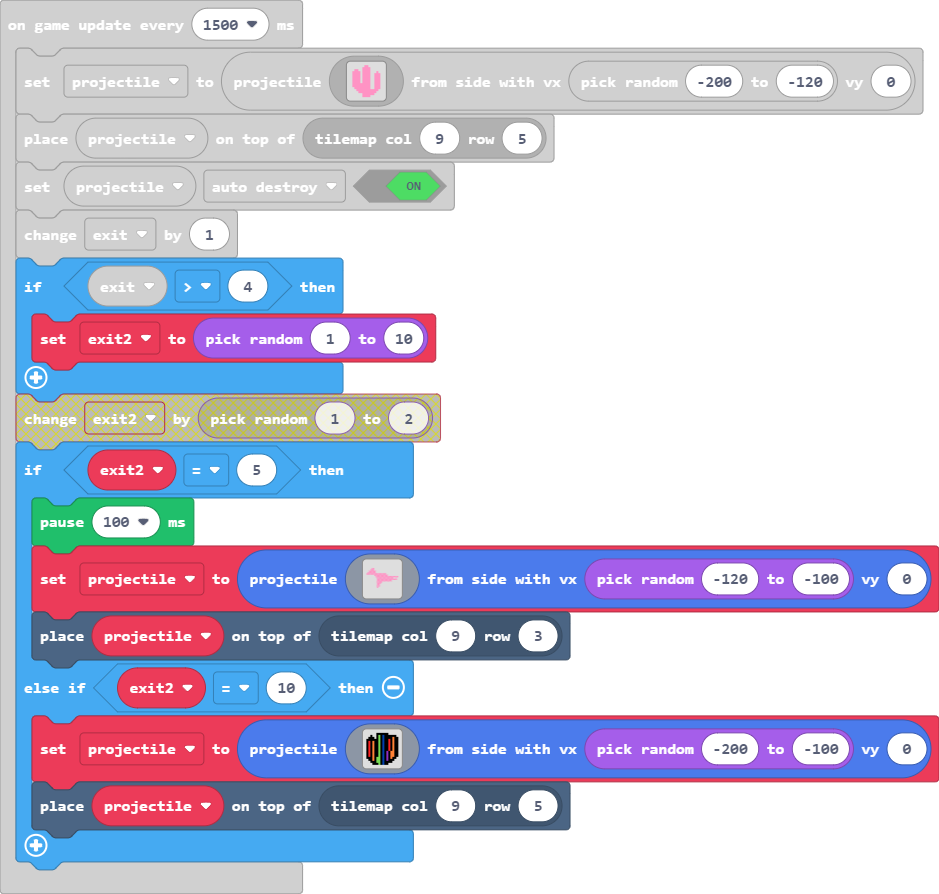 on game update every 1500 ms
set projectile to projectile from side with vx pick random -200 to -120 vy 0
place projectile on top of tilemap col 9 row 5
set projectile auto destroy ON
change exit by 1
if exit > 4 then
set exit2 to pick random 1 to 10
change exit2 by pick random 1 to 2
if exit2 = 5 then
pause 100 ms
set projectile to projectile from side with vx pick random -120 to -100 vy 0
place projectile on top of tilemap col 9 row 3
else if exit2 = 10 then
set projectile to projectile from side with vx pick random -200 to -100 vy 0
place projectile on top of tilemap col 9 row 5